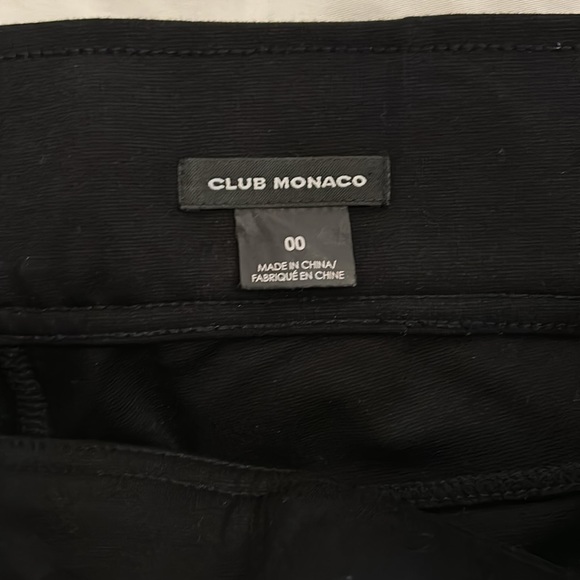 CLUB MONACO
00
MADE IN CHINA/
FABRIQUÉ EN CHINE